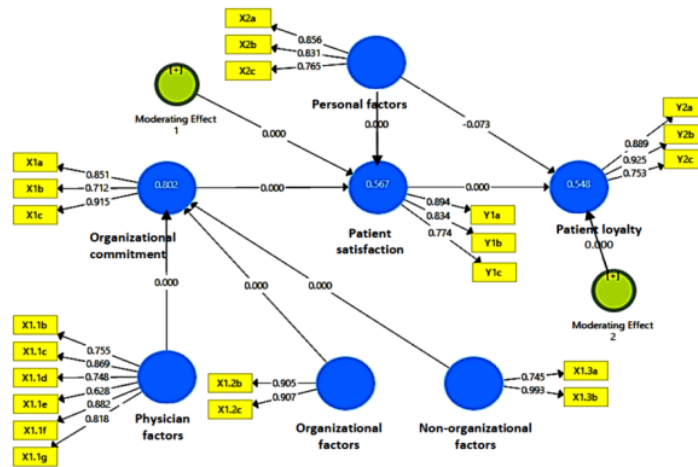 X2a
X2b
X2c
0.856
0.831
0.765
[+]
Moderating Effect
1
Personal factors
0.000
0.000
-0.073
Y2a
Y2b
Y2c
0.889
0.925
0.753
X1a
X1b
X1c
0.851
0.712
0.915
0.802
0.000
0.567
0.000
0.548
Organizational
commitment
Patient
satisfaction
0.894
0.834
0.774
Y1a
Y1b
Y1c
Patient loyalty
0.000
[+]
Moderating Effect
2
0.000
0.000
0.000
X1.1b
X1.1c
X1.1d
X1.1e
X1.1f
X1.1g
0.755
0.869
0.748
0.628
0.882
0.818
Physician
factors
X1.2b
X1.2c
0.905
0.907
Organizational
factors
Non-organizational
factors
0.745
0.993
X1.3a
X1.3b